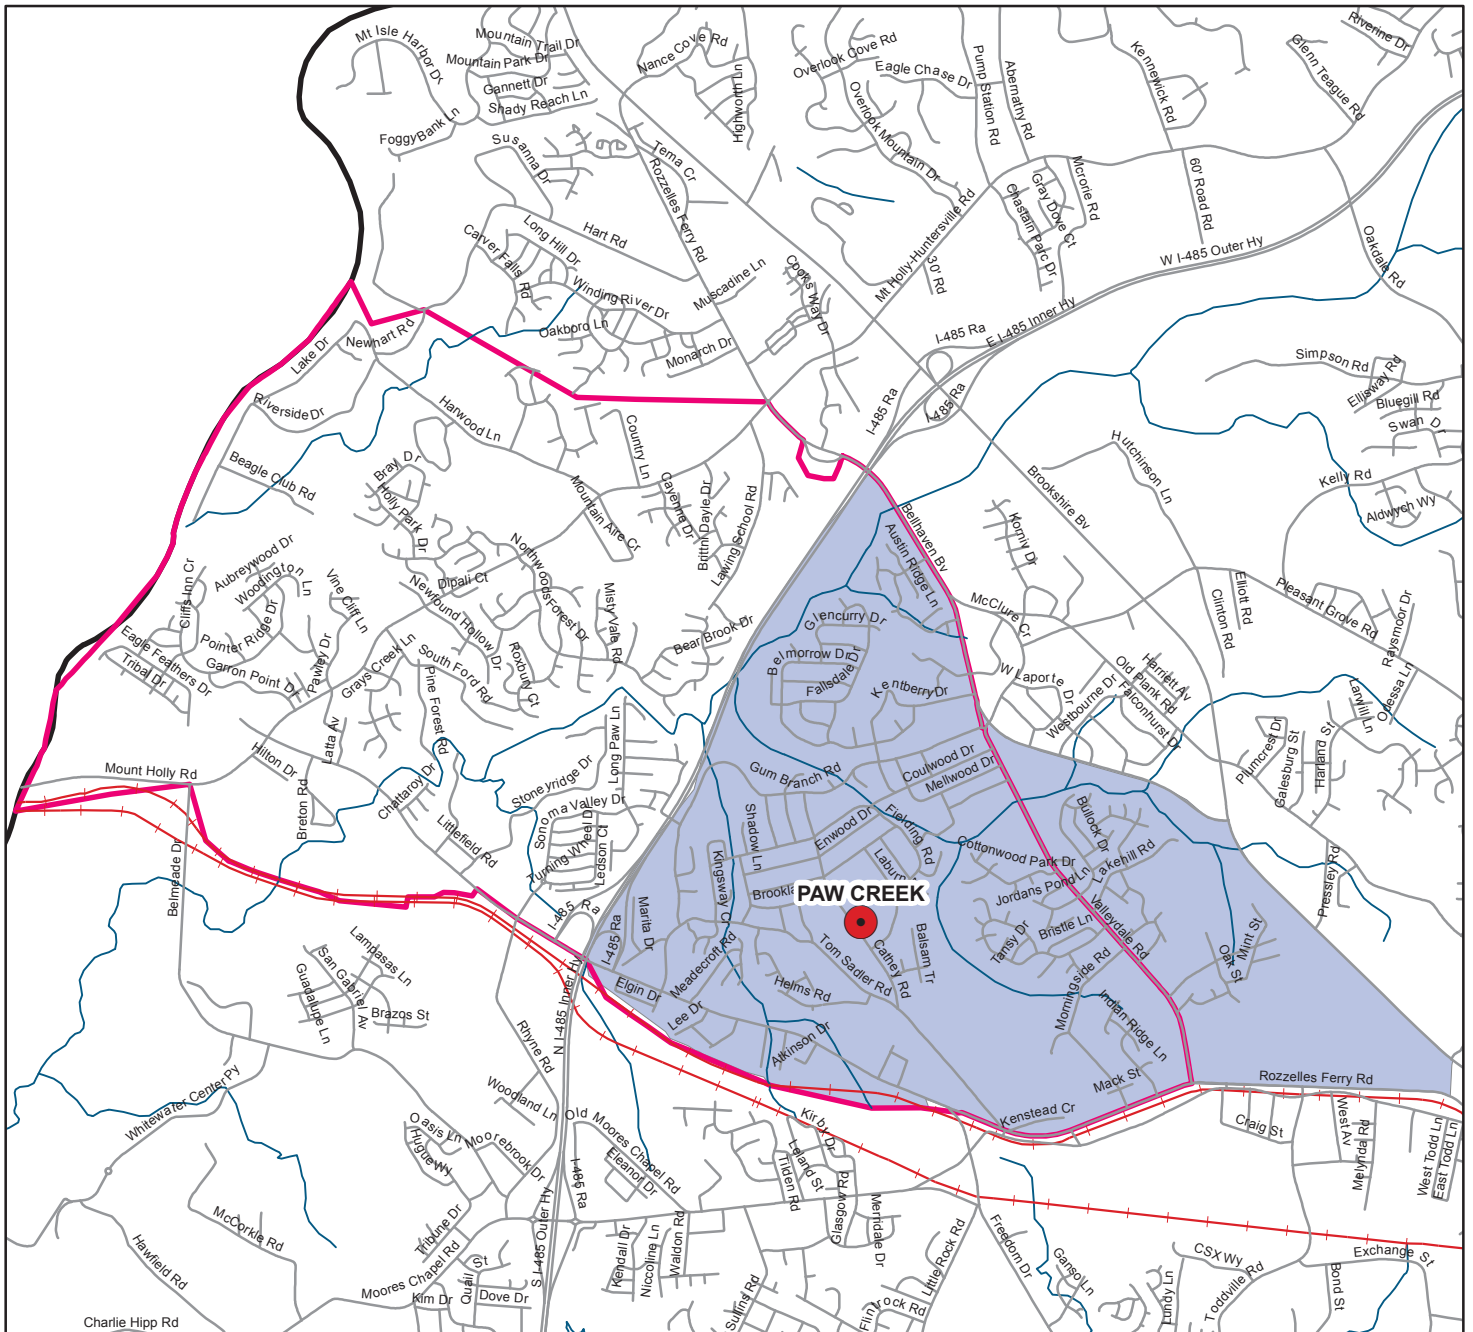 Mt Isle Harbor Dr
Mountain Trail Dr
Mountain Park Dr
Gannett Dr
Shady Reach Ln
FoggyBank Ln
Nance Cove Rd
Highworth Ln
Overlook Cove Rd
Eagle Chase Dr
Overlook Mountain Dr
Pump Station Rd
Abernathy Rd
Kennewick Rd
Glenn Teague Rd
Riverine Dr
Susanna Dr
Tema Cr
Rozzelles Ferry Rd
Gray Dove Ct
Mcrorie Rd
Chastain Parc Dr
60' Road Rd
Oakdale Rd
Carver Falls Rd
Long Hill Dr
Hart Rd
Winding River Dr
Muscadine Ln
Cooks Way Dr
Mt Holly-Huntersville Rd
30' Rd
W I-485 Outer Hy
E I-485 Inner Hy
I-485 Ra
I-485 Ra
I-485 Ra
Lake Dr
Newhart Rd
Oakboro Ln
Monarch Dr
Riverside Dr
Harwood Ln
Simpson Rd
Ellisway Rd
Bluegill Rd
Swan Dr
Kelly Rd
Aldwych Wy
Hutchinson Ln
Brookshire Bv
Beagle Club Rd
Bray Dr
Holly Park Dr
Country Ln
Cayenne Dr
Brittni Dayle Dr
Lawing School Rd
Mountain Aire Cr
Bellhaven Bv
Austin Ridge Ln
Komiy Dr
McClure Cr
Cliffs Inn Cr
Aubreywood Dr
Woodington Ln
Vine Cliff Ln
Dipali Ct
Northwoods Forest Dr
Newfound Hollow Dr
Misty Vale Rd
Bear Brook Dr
Glencurry Dr
Belmorrow Dr
Fallsdale Dr
Kentberry Dr
W Laporte Dr
Westbourne Dr
Old Plank Rd
Harriett Av
Falconhurst Dr
Elliott Rd
Clinton Rd
Pleasant Grove Rd
Raysmoor Dr
Odessa Ln
Lanwill Ln
Eagle Feathers Dr
Tribal Dr
Pointer Ridge Dr
Garron Point Dr
Pawley Dr
Grays Creek Ln
South Ford Rd
Roxbury Ct
Pine Forest Rd
Latta Av
Hilton Dr
Mount Holly Rd
Breton Rd
Chattaroy Dr
Littlefield Rd
Stoneyridge Dr
Long Paw Ln
Sonoma Valley Dr
Turning Wheel Dr
Ledson Ct
Gum Branch Rd
Coulwood Dr
Mellwood Dr
Enwood Dr
Fielding Rd
Shadow Ln
Kingsway Cr
Cottonwood Park Dr
Bullock Dr
Lakehill Rd
Jordans Pond Ln
Plumcrest Dr
Galesburg St
Harland St
Pressley Rd
Belmeade Dr
I-485 Ra
I-485 Ra
Marita Dr
PAW CREEK
Meadecroft Rd
Tom Sadler Rd
Cathey Rd
Balsam Tr
Tansy Dr
Bristle Ln
Valleydale Rd
Morningside Rd
Oak St
Mint St
Lampasas Ln
San Gabriel Av
Guadalupe Ln
Brazos St
Elgin Dr
Lee Dr
Helms Rd
Atkinson Dr
Indian Ridge Ln
Mack St
Kenstead Cr
Rozzelles Ferry Rd
N I-485 Inner Hy
Rhyne Rd
Whitewater Center Py
Woodland Ln
Oasis Ln
Hugue Wy
Moorebrook Dr
Old Moores Chapel Rd
Eleanor Dr
I-485 Ra
Kirby Dr
Leland St
Tilden Rd
Glasgow Rd
Merridale Dr
Craig St
West Av
Melynda Rd
West Todd Ln
East Todd Ln
McCorkle Rd
Hawfield Rd
Tribune Dr
Moores Chapel Rd
Quail St
Kim Dr
Dove Dr
S I-485 Outer Hy
Kendall Dr
Niccoline Ln
Waldon Rd
Sullins Rd
Flintrock Rd
Little Rock Rd
Freedom Dr
Ganso Ln
Lundy Ln
CSX Wy
Toddville Rd
Bond St
Exchange St
Charlie Hipp Rd